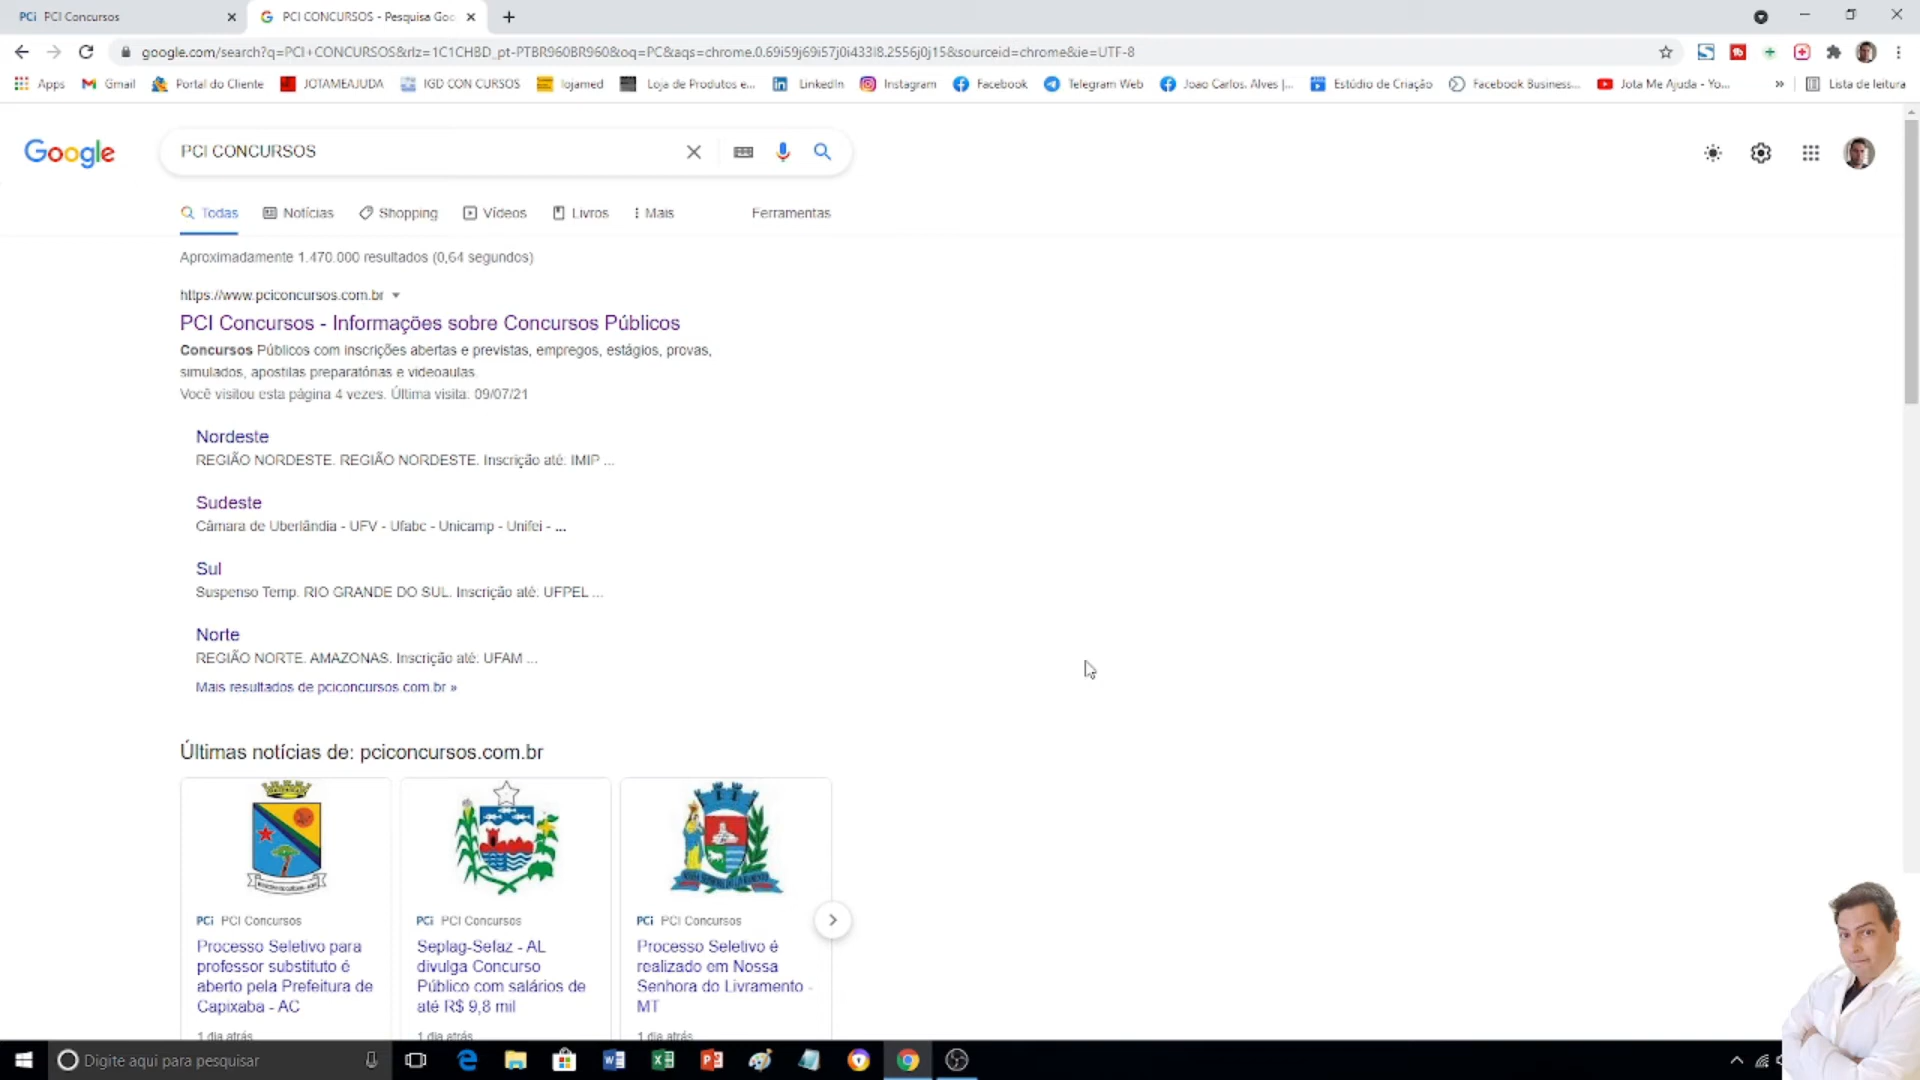 PCi PCI Concursos
PCI CONCURSOS - Pesquisa Goo
google.com/search?q=PCI+CONCURSOS&rlz=1C1CHBD_pt-PTBR960BR960&oq=PC&aqs=chrome.0.69i59j69i57j0i433l8.2556j0j15&sourceid=chrome&ie=UTF-8
Apps Gmail Portal do Cliente JOTAMEAJUDA IGD CON CURSOS lojamed Loja de Produtos e... LinkedIn Instagram Facebook Telegram Web Joao Carlos. Alves |... Estúdio de Criação Facebook Business... Jota Me Ajuda - Yo... » Lista de leitura
Google
PCI CONCURSOS
Todas Notícias Shopping Vídeos Livros Mais Ferramentas
Aproximadamente 1.470.000 resultados (0,64 segundos)
https://www.pciconcursos.com.br
PCI Concursos - Informações sobre Concursos Públicos
Concursos Públicos com inscrições abertas e previstas, empregos, estágios, provas,
simulados, apostilas preparatórias e videoaulas.
Você visitou esta página 4 vezes. Última visita: 09/07/21
Nordeste
REGIÃO NORDESTE. REGIÃO NORDESTE. Inscrição até: IMIP ...
Sudeste
Câmara de Uberlândia - UFV - Ufabc - Unicamp - Unifei - ...
Sul
Suspenso Temp. RIO GRANDE DO SUL. Inscrição até: UFPEL ...
Norte
REGIÃO NORTE. AMAZONAS. Inscrição até: UFAM ...
Mais resultados de pciconcursos.com.br »
Últimas notícias de: pciconcursos.com.br
PCi PCI Concursos
Processo Seletivo para
professor substituto é
aberto pela Prefeitura de
Capixaba - AC
1 dia atrás
PCi PCI Concursos
Seplag-Sefaz - AL
divulga Concurso
Público com salários de
até R$ 9,8 mil
1 dia atrás
PCi PCI Concursos
Processo Seletivo é
realizado em Nossa
Senhora do Livramento -
MT
1 dia atrás
Digite aqui para pesquisar